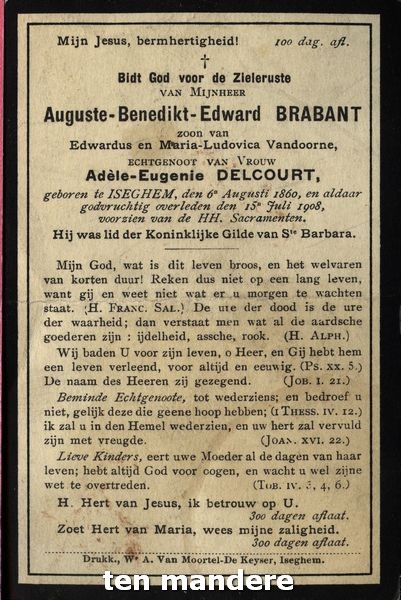 Mijn Jesus, bermhertigheid! 100 dag. afl.
†
Bidt God voor de Zieleruste
VAN MIJNHEER
Auguste-Benedikt-Edward BRABANT
zoon van
Edwardus en Maria-Ludovica Vandoorne,
ECHTGENOOT VAN VROUW
Adèle-Eugenie DELCOURT,
geboren te ISEGHEM, den 6n Augusti 1860, en aldaar
godvruchtig overleden den 15n Juli 1908,
voorzien van de HH. Sacramenten.
Hij was lid der Koninklijke Gilde van Ste Barbara.
Mijn God, wat is dit leven broos, en het welvaren
van korten duur! Reken dus niet op een lang leven,
want gij en weet niet wat er u morgen te wachten
staat. (H. FRANC. SAL.) De ure der dood is de ure
der waarheid; dan verstaat men wat al de aardsche
goederen zijn : ijdelheid, assche, rook. (H. ALPH.)
Wij baden U voor zijn leven, o Heer, en Gij hebt hem
een leven verleend, voor altijd en eeuwig. (Ps. XX. 5.)
De naam des Heeren zij gezegend. (JOB. I. 21.)
Beminde Echtgenoote, tot wederziens; en bedroef u
niet, gelijk deze die geene hoop hebben; (1 THESS. IV. 12.)
ik zal u in den Hemel wederzien, en uw hert zal vervuld
zijn met vreugde. (JOAN. XVI. 22.)
Lieve Kinders, eert uwe Moeder al de dagen van haar
leven; hebt altijd God voor oogen, en wacht u wel zijne
wet te overtreden. (TOB. IV. 3, 4, 6.)
H. Hert van Jesus, ik betrouw op U.
300 dagen aflaat.
Zoet Hert van Maria, wees mijne zaligheid.
300 dagen aflaat.
Drukk., We A. Van Moortel-De Keyser, Iseghem.
ten mandere